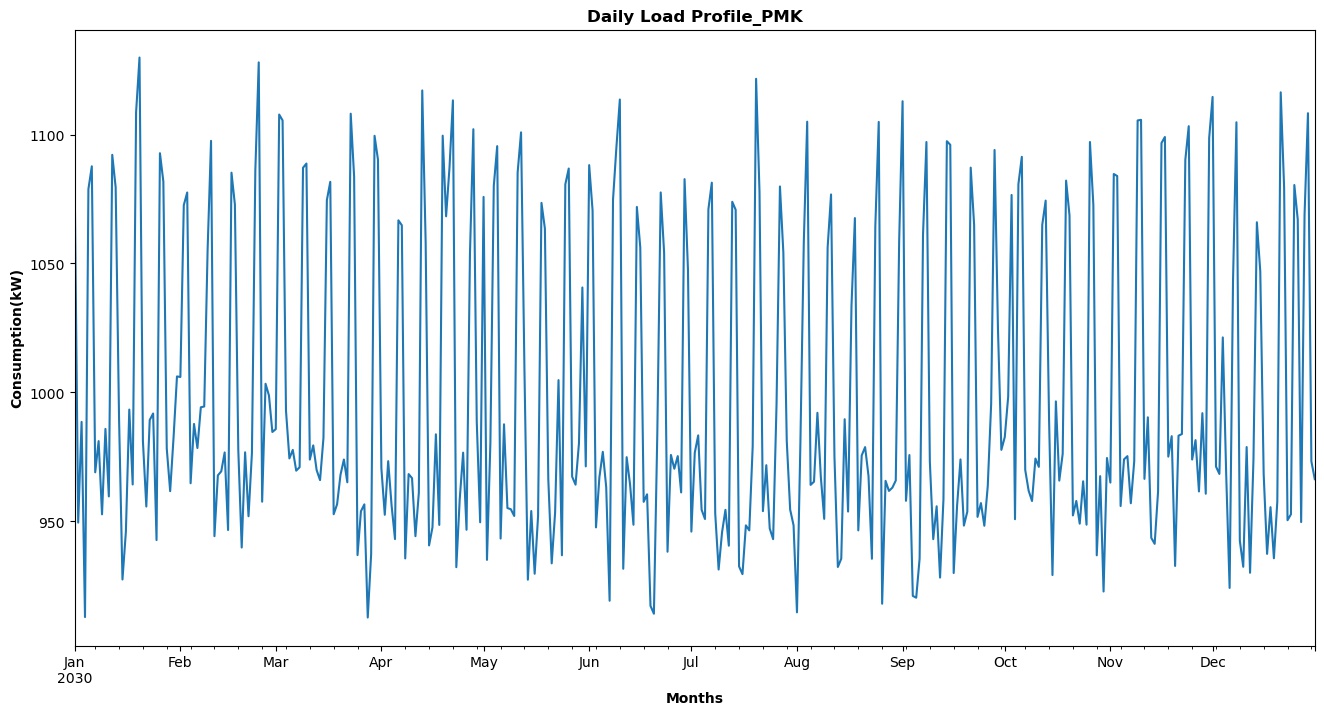 Daily Load Profile_PMK
Consumption(kW)
1100
1050
1000
950
Jan Feb Mar Apr May Jun Jul Aug Sep Oct Nov Dec
2030
Months